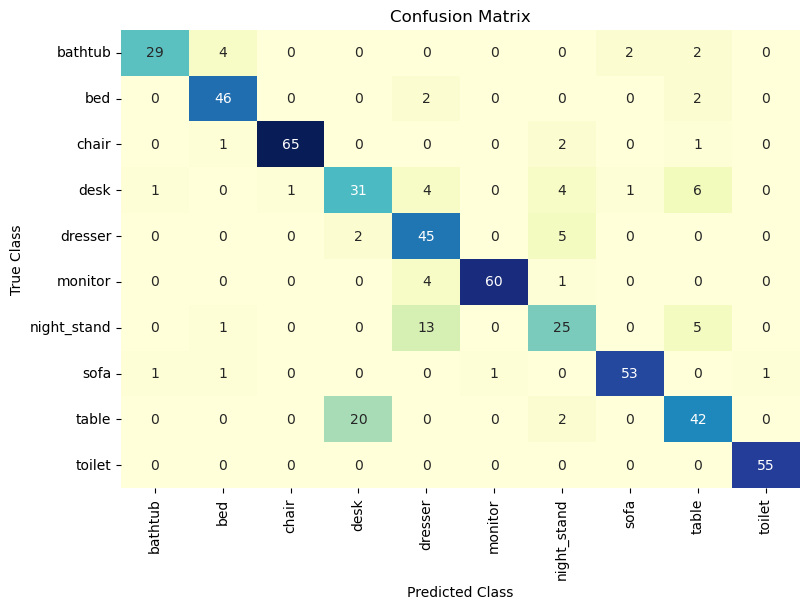 Confusion Matrix
True Class
bathtub 29 4 0 0 0 0 0 2 2 0
bed 0 46 0 0 2 0 0 0 2 0
chair 0 1 65 0 0 0 2 0 1 0
desk 1 0 1 31 4 0 4 1 6 0
dresser 0 0 0 2 45 0 5 0 0 0
monitor 0 0 0 0 4 60 1 0 0 0
night_stand 0 1 0 0 13 0 25 0 5 0
sofa 1 1 0 0 0 1 0 53 0 1
table 0 0 0 20 0 0 2 0 42 0
toilet 0 0 0 0 0 0 0 0 0 55
bathtub bed chair desk dresser monitor night_stand sofa table toilet
Predicted Class